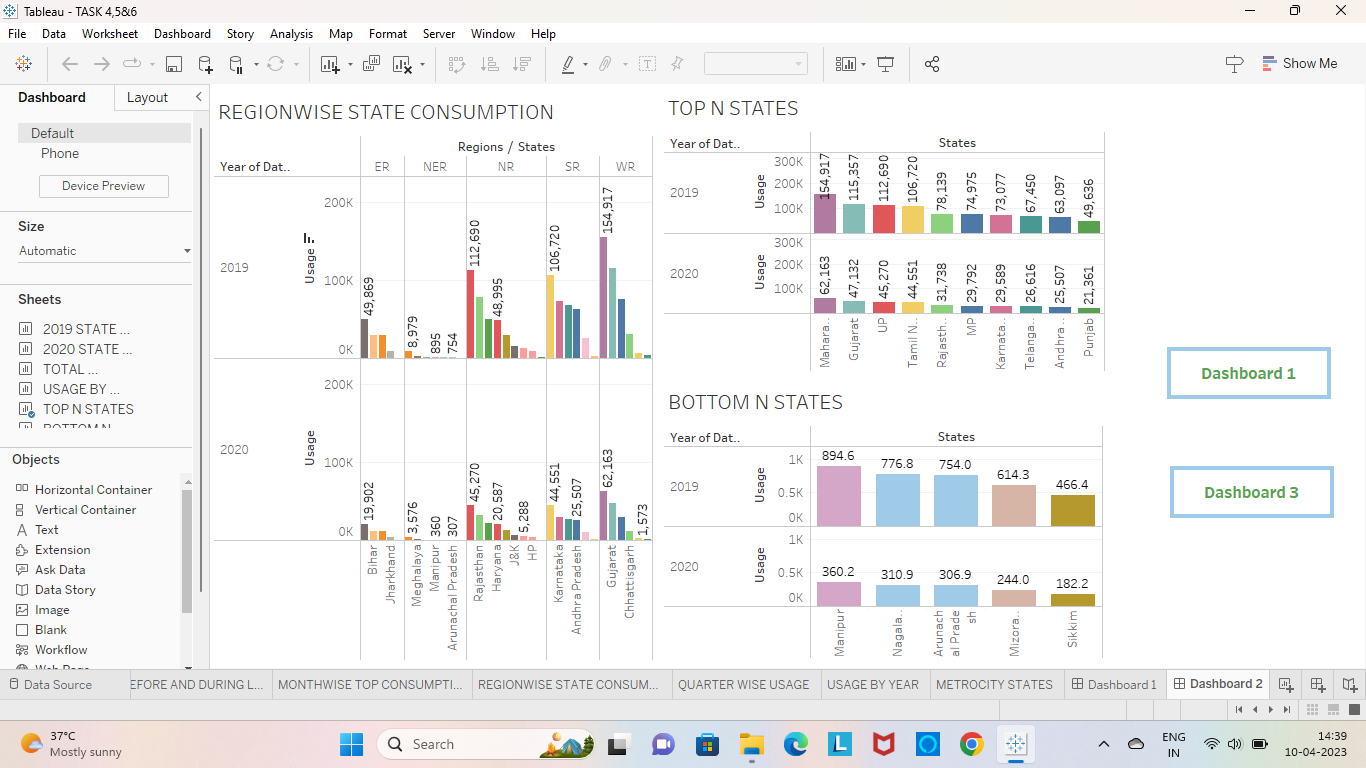 Tableau - TASK 4,5&6
File Data Worksheet Dashboard Story Analysis Map Format Server Window Help
Show Me
Dashboard Layout
Default
Phone
Device Preview
Size
Automatic
Sheets
2019 STATE ...
2020 STATE ...
TOTAL ...
USAGE BY ...
TOP N STATES
BOTTOM N
Objects
Horizontal Container
Vertical Container
Text
Extension
Ask Data
Data Story
Image
Blank
Workflow
Web Page
REGIONWISE STATE CONSUMPTION
Regions / States
Year of Dat.. ER NER NR SR WR
2019
Usage
200K
100K
0K
49,869
8,979
895
754
112,690
48,995
106,720
154,917
2020
Usage
200K
100K
0K
19,902
3,576
360
307
45,270
20,587
5,288
44,551
25,507
62,163
1,573
Bihar
Jharkhand
Meghalaya
Manipur
Arunachal Pradesh
Rajasthan
Haryana
J&K
HP
Karnataka
Andhra Pradesh
Gujarat
Chhattisgarh
TOP N STATES
Year of Dat.. States
2019
Usage
300K
200K
100K
154,917
115,357
112,690
106,720
78,139
74,975
73,077
67,450
63,097
49,636
2020
Usage
300K
200K
100K
62,163
47,132
45,270
44,551
31,738
29,792
29,589
26,616
25,507
21,361
Mahara..
Gujarat
UP
Tamil N..
Rajasth..
MP
Karnata..
Telanga..
Andhra..
Punjab
BOTTOM N STATES
Year of Dat.. States
2019
Usage
1K
0.5K
0K
894.6 776.8 754.0 614.3 466.4
2020
Usage
1K
0.5K
0K
360.2 310.9 306.9 244.0 182.2
Manipur
Nagala..
Arunach
al Prade
sh
Mizora..
Sikkim
Dashboard 1
Dashboard 3
Data Source EFORE AND DURING L... MONTHWISE TOP CONSUMPTI... REGIONWISE STATE CONSUM... QUARTER WISE USAGE USAGE BY YEAR METROCITY STATES Dashboard 1 Dashboard 2
37°C
Mostly sunny
Search
ENG
IN
14:39
10-04-2023